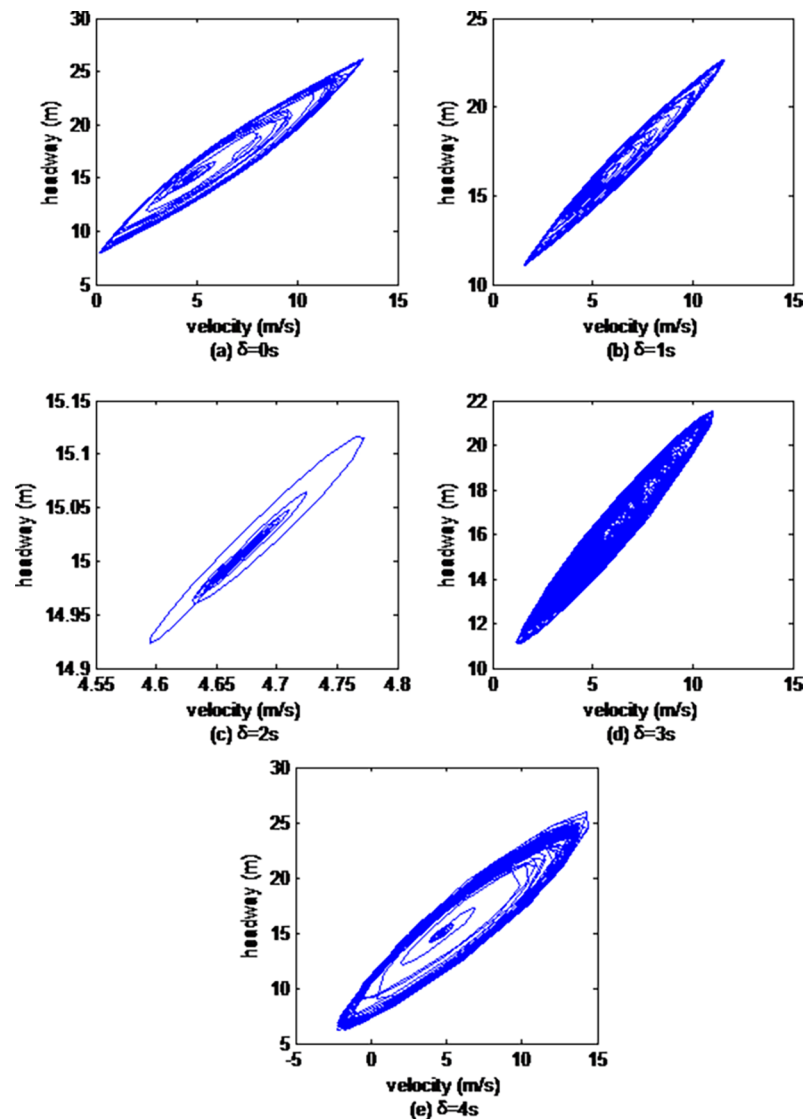 30
25
20
15
10
5
headway (m)
0 5 10 15
velocity (m/s)
(a) δ=0s
25
20
15
10
headway (m)
0 5 10 15
velocity (m/s)
(b) δ=1s
15.15
15.1
15.05
15
14.95
14.9
headway (m)
4.55 4.6 4.65 4.7 4.75 4.8
velocity (m/s)
(c) δ=2s
22
20
18
16
14
12
10
headway (m)
0 5 10 15
velocity (m/s)
(d) δ=3s
30
25
20
15
10
5
headway (m)
-5 0 5 10 15
velocity (m/s)
(e) δ=4s